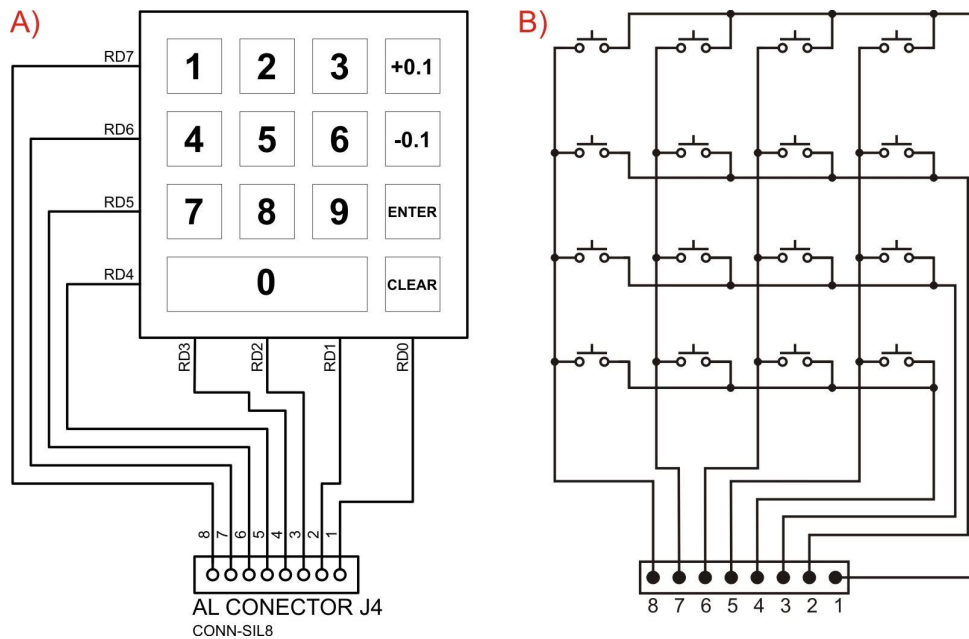 A)
B)
RD7
1 2 3 +0.1
RD6
4 5 6 -0.1
RD5
7 8 9 ENTER
RD4
0 CLEAR
RD3 RD2 RD1 RD0
8 7 6 5 4 3 2 1
AL CONECTOR J4
CONN-SIL8
8 7 6 5 4 3 2 1